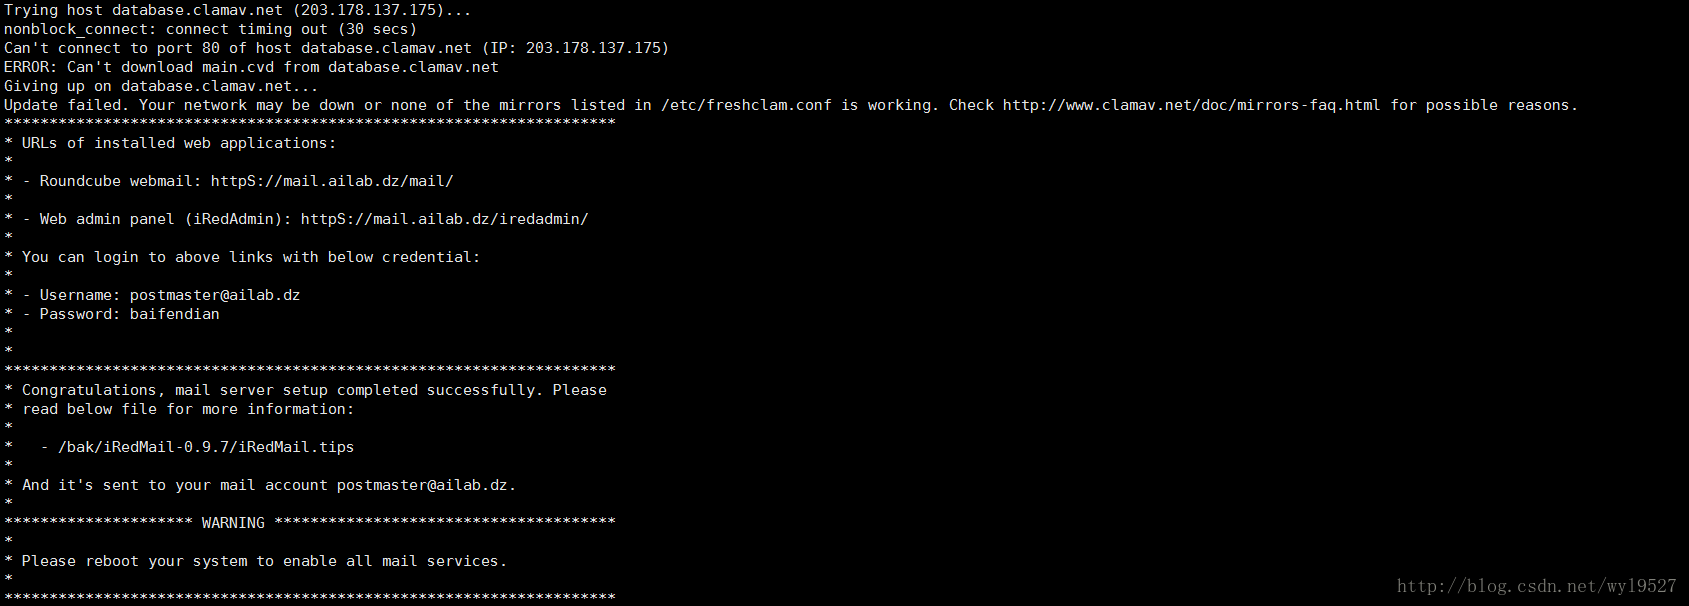 Trying host database.clamav.net (203.178.137.175)...
nonblock_connect: connect timing out (30 secs)
Can't connect to port 80 of host database.clamav.net (IP: 203.178.137.175)
ERROR: Can't download main.cvd from database.clamav.net
Giving up on database.clamav.net...
Update failed. Your network may be down or none of the mirrors listed in /etc/freshclam.conf is working. Check http://www.clamav.net/doc/mirrors-faq.html for possible reasons.
********************************************************************
* URLs of installed web applications:
*
* - Roundcube webmail: httpS://mail.ailab.dz/mail/
*
* - Web admin panel (iRedAdmin): httpS://mail.ailab.dz/iredadmin/
*
* You can login to above links with below credential:
*
* - Username: postmaster@ailab.dz
* - Password: baifendian
*
*
********************************************************************
* Congratulations, mail server setup completed successfully. Please
* read below file for more information:
*
*   - /bak/iRedMail-0.9.7/iRedMail.tips
*
* And it's sent to your mail account postmaster@ailab.dz.
*
********************* WARNING **************************************
*
* Please reboot your system to enable all mail services.
*
********************************************************************
http://blog.csdn.net/wyl9527